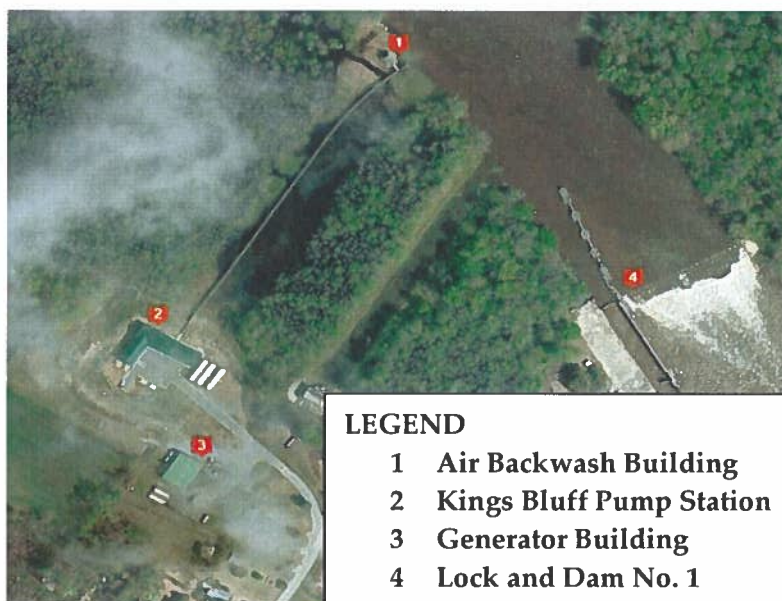 1
4
2
3
LEGEND
1 Air Backwash Building
2 Kings Bluff Pump Station
3 Generator Building
4 Lock and Dam No. 1